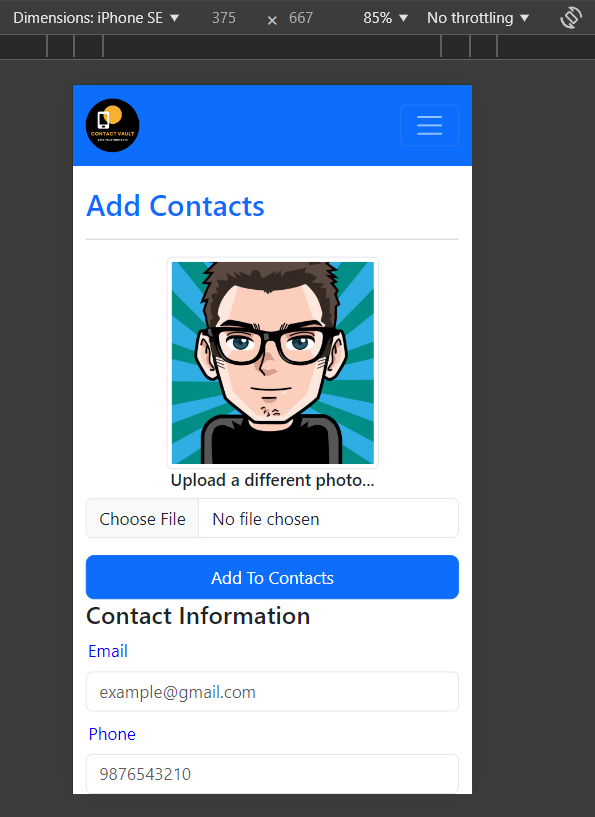 Dimensions: iPhone SE ▼ 375 × 667 85% ▼ No throttling ▼
CONTACT VAULT
Add Contacts
Upload a different photo...
Choose File No file chosen
Add To Contacts
Contact Information
Email
example@gmail.com
Phone
9876543210